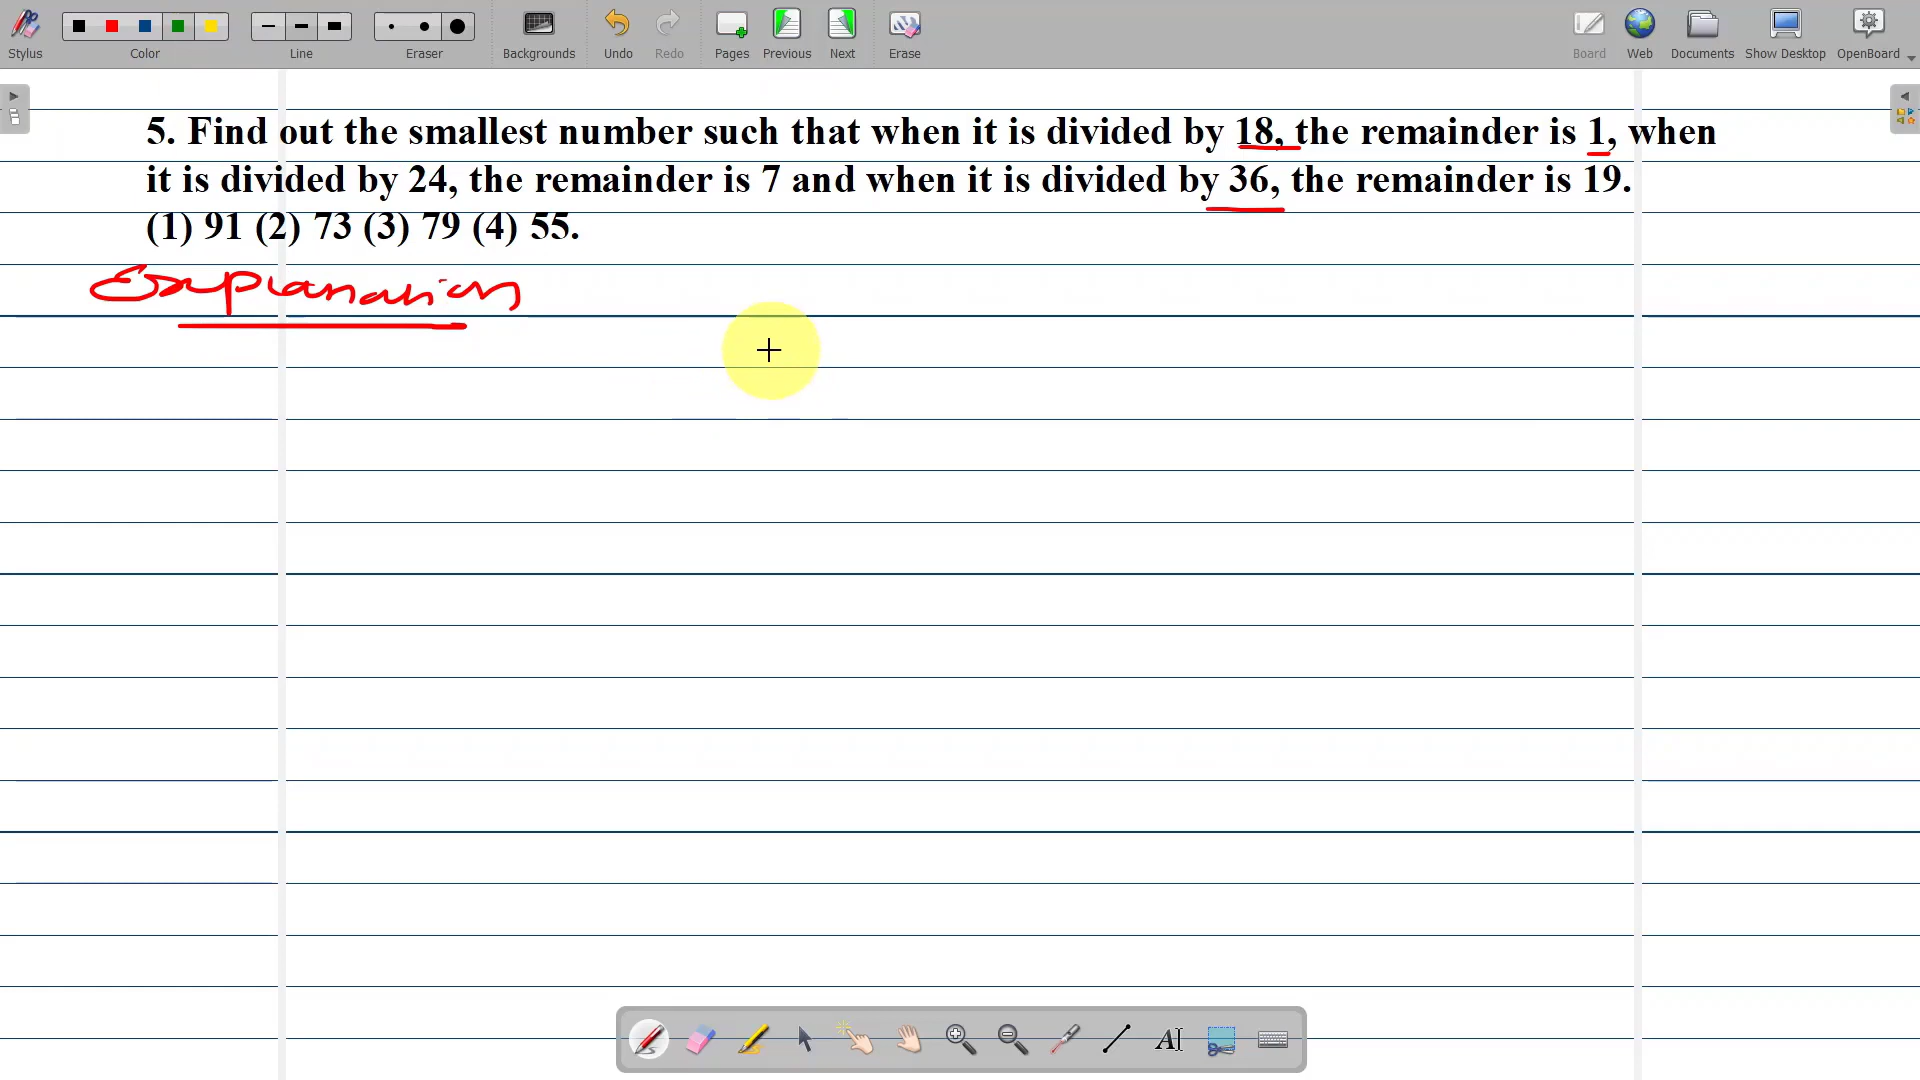 Stylus Color Line Eraser Backgrounds Undo Redo Pages Previous Next Erase Board Web Documents Show Desktop OpenBoard
5. Find out the smallest number such that when it is divided by 18, the remainder is 1, when
it is divided by 24, the remainder is 7 and when it is divided by 36, the remainder is 19.
(1) 91 (2) 73 (3) 79 (4) 55.
Explanation
AI